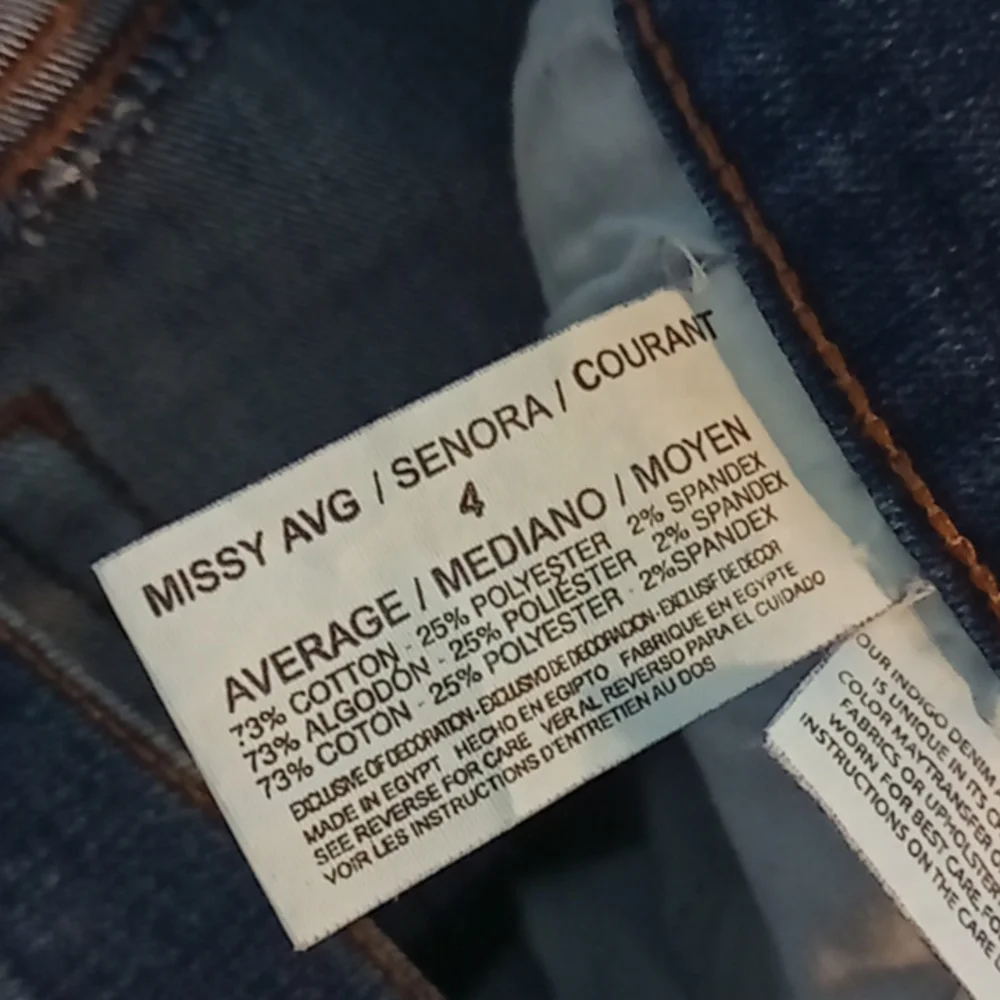 MISSY AVG / SENORA / COURANT
4
AVERAGE / MEDIANO / MOYEN
73% COTTON - 25% POLYESTER 2% SPANDEX
73% ALGODÓN - 25% POLIÉSTER 2% SPANDEX
73% COTON - 25% POLYESTER - 2%SPANDEX
EXCLUSIVE OF DECORATION-EXCLUSIVO DE DECORACION-EXCLUSIF DE DECOR
MADE IN EGYPT HECHO EN EGIPTO FABRIQUE EN EGYPTE
SEE REVERSE FOR CARE VER AL REVERSO PARA EL CUIDADO
VOIR LES INSTRUCTIONS D'ENTRETIEN AU DOS
OUR INDIGO DENIM
IS UNIQUE IN ITS
COLOR MAY TRANSFER
FABRICS OR UPHOLSTER
WORN. FOR BEST CARE, FO
INSTRUCTIONS ON THE CARE